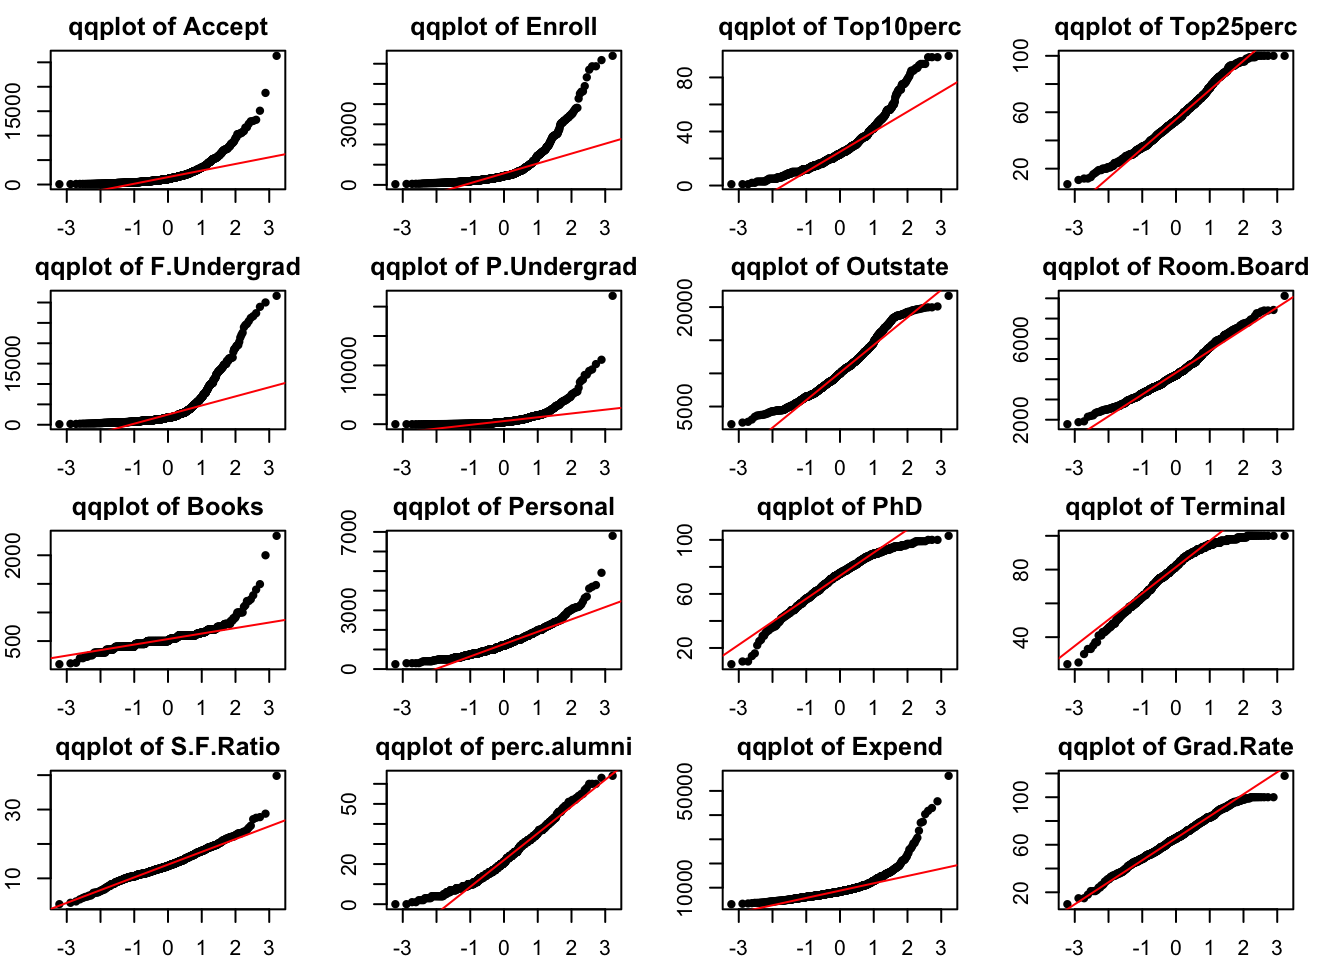 qqplot of Accept
qqplot of Enroll
qqplot of Top10perc
qqplot of Top25perc
0 15000
0 3000
0 40 80
20 60 100
-3 -1 0 1 2 3
-3 -1 0 1 2 3
-3 -1 0 1 2 3
-3 -1 0 1 2 3
qqplot of F.Undergrad
qqplot of P.Undergrad
qqplot of Outstate
qqplot of Room.Board
0 15000
0 10000
5000 20000
2000 6000
-3 -1 0 1 2 3
-3 -1 0 1 2 3
-3 -1 0 1 2 3
-3 -1 0 1 2 3
qqplot of Books
qqplot of Personal
qqplot of PhD
qqplot of Terminal
500 2000
0 3000 7000
20 60 100
40 80
-3 -1 0 1 2 3
-3 -1 0 1 2 3
-3 -1 0 1 2 3
-3 -1 0 1 2 3
qqplot of S.F.Ratio
qqplot of perc.alumni
qqplot of Expend
qqplot of Grad.Rate
10 30
0 20 50
10000 50000
20 60 100
-3 -1 0 1 2 3
-3 -1 0 1 2 3
-3 -1 0 1 2 3
-3 -1 0 1 2 3